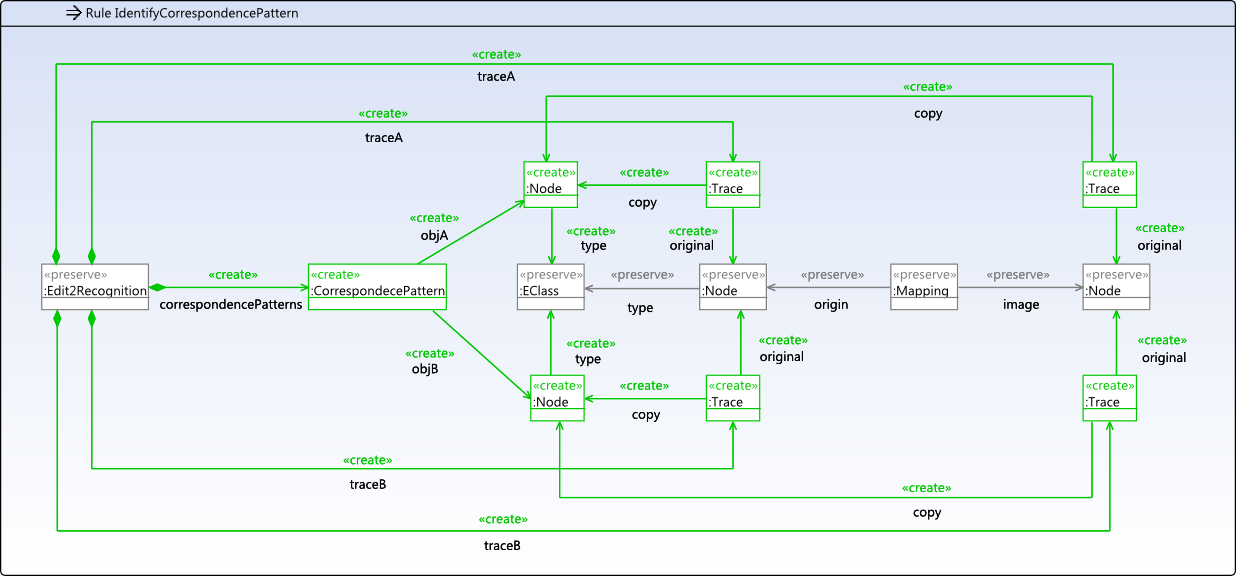 Rule IdentifyCorrespondencePattern
«create»
traceA
«create»
copy
«create»
traceA
«create»
:Node
«create»
copy
«create»
:Trace
«create»
:Trace
«create»
objA
«create»
type
«create»
original
«create»
original
«preserve»
:Edit2Recognition
«create»
correspondencePatterns
«create»
:CorrespondecePattern
«preserve»
:EClass
«preserve»
type
«preserve»
:Node
«preserve»
origin
«preserve»
:Mapping
«preserve»
image
«preserve»
:Node
«create»
objB
«create»
type
«create»
original
«create»
original
«create»
:Node
«create»
copy
«create»
:Trace
«create»
:Trace
«create»
traceB
«create»
copy
«create»
traceB